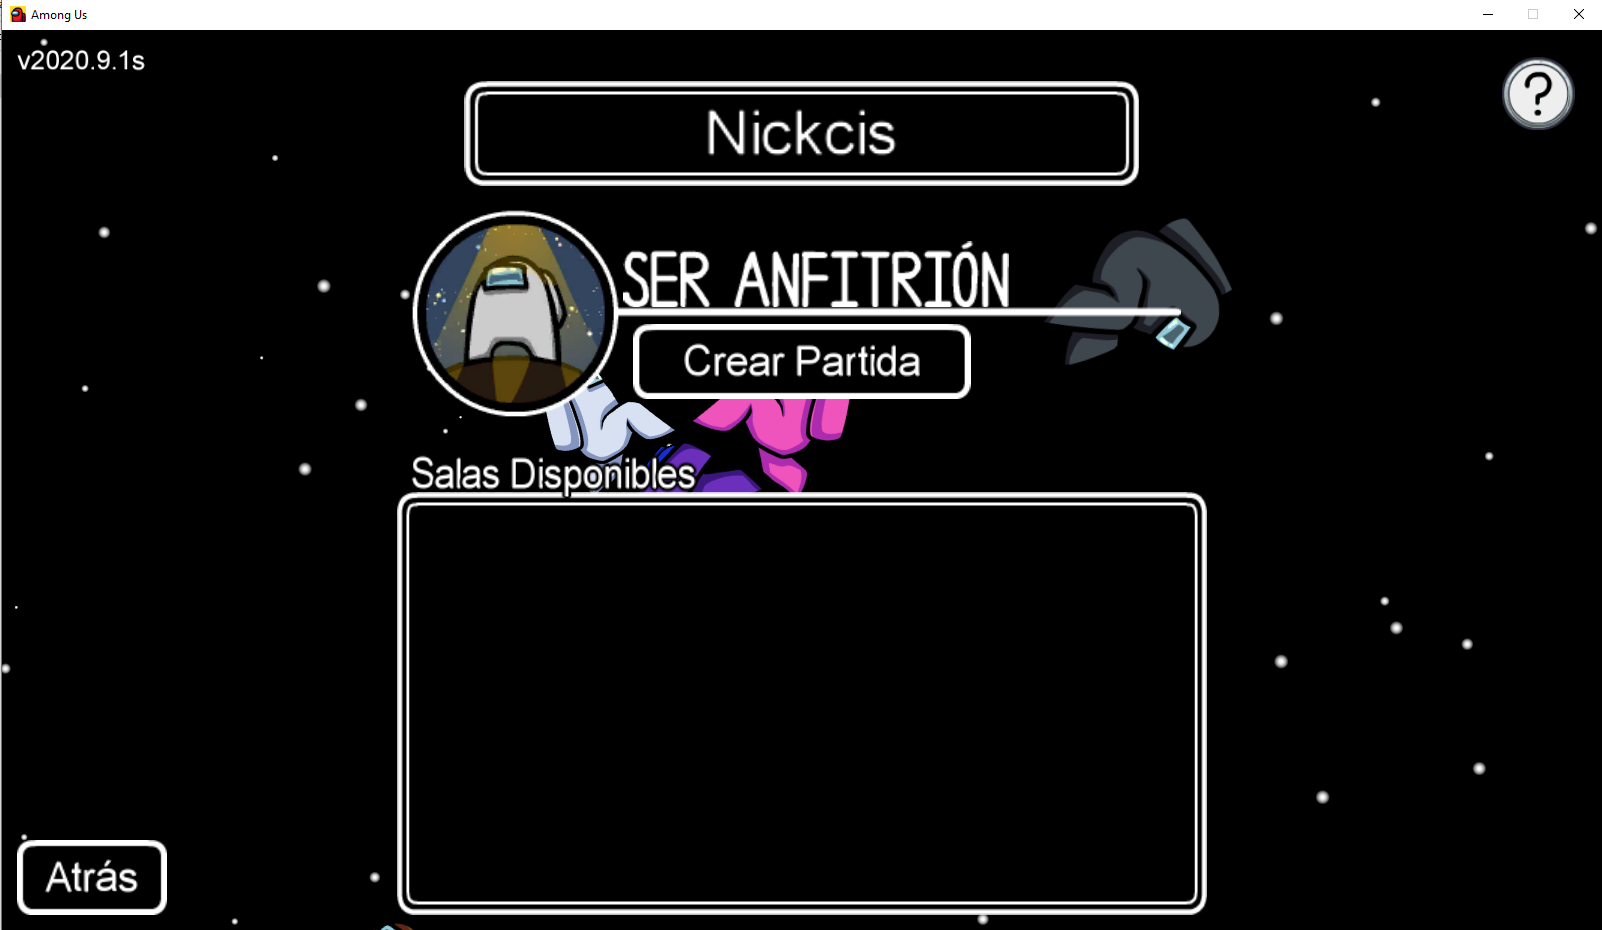 Among Us
v2020.9.1s
?
Nickcis
SER ANFITRIÓN
Crear Partida
Salas Disponibles
Atrás